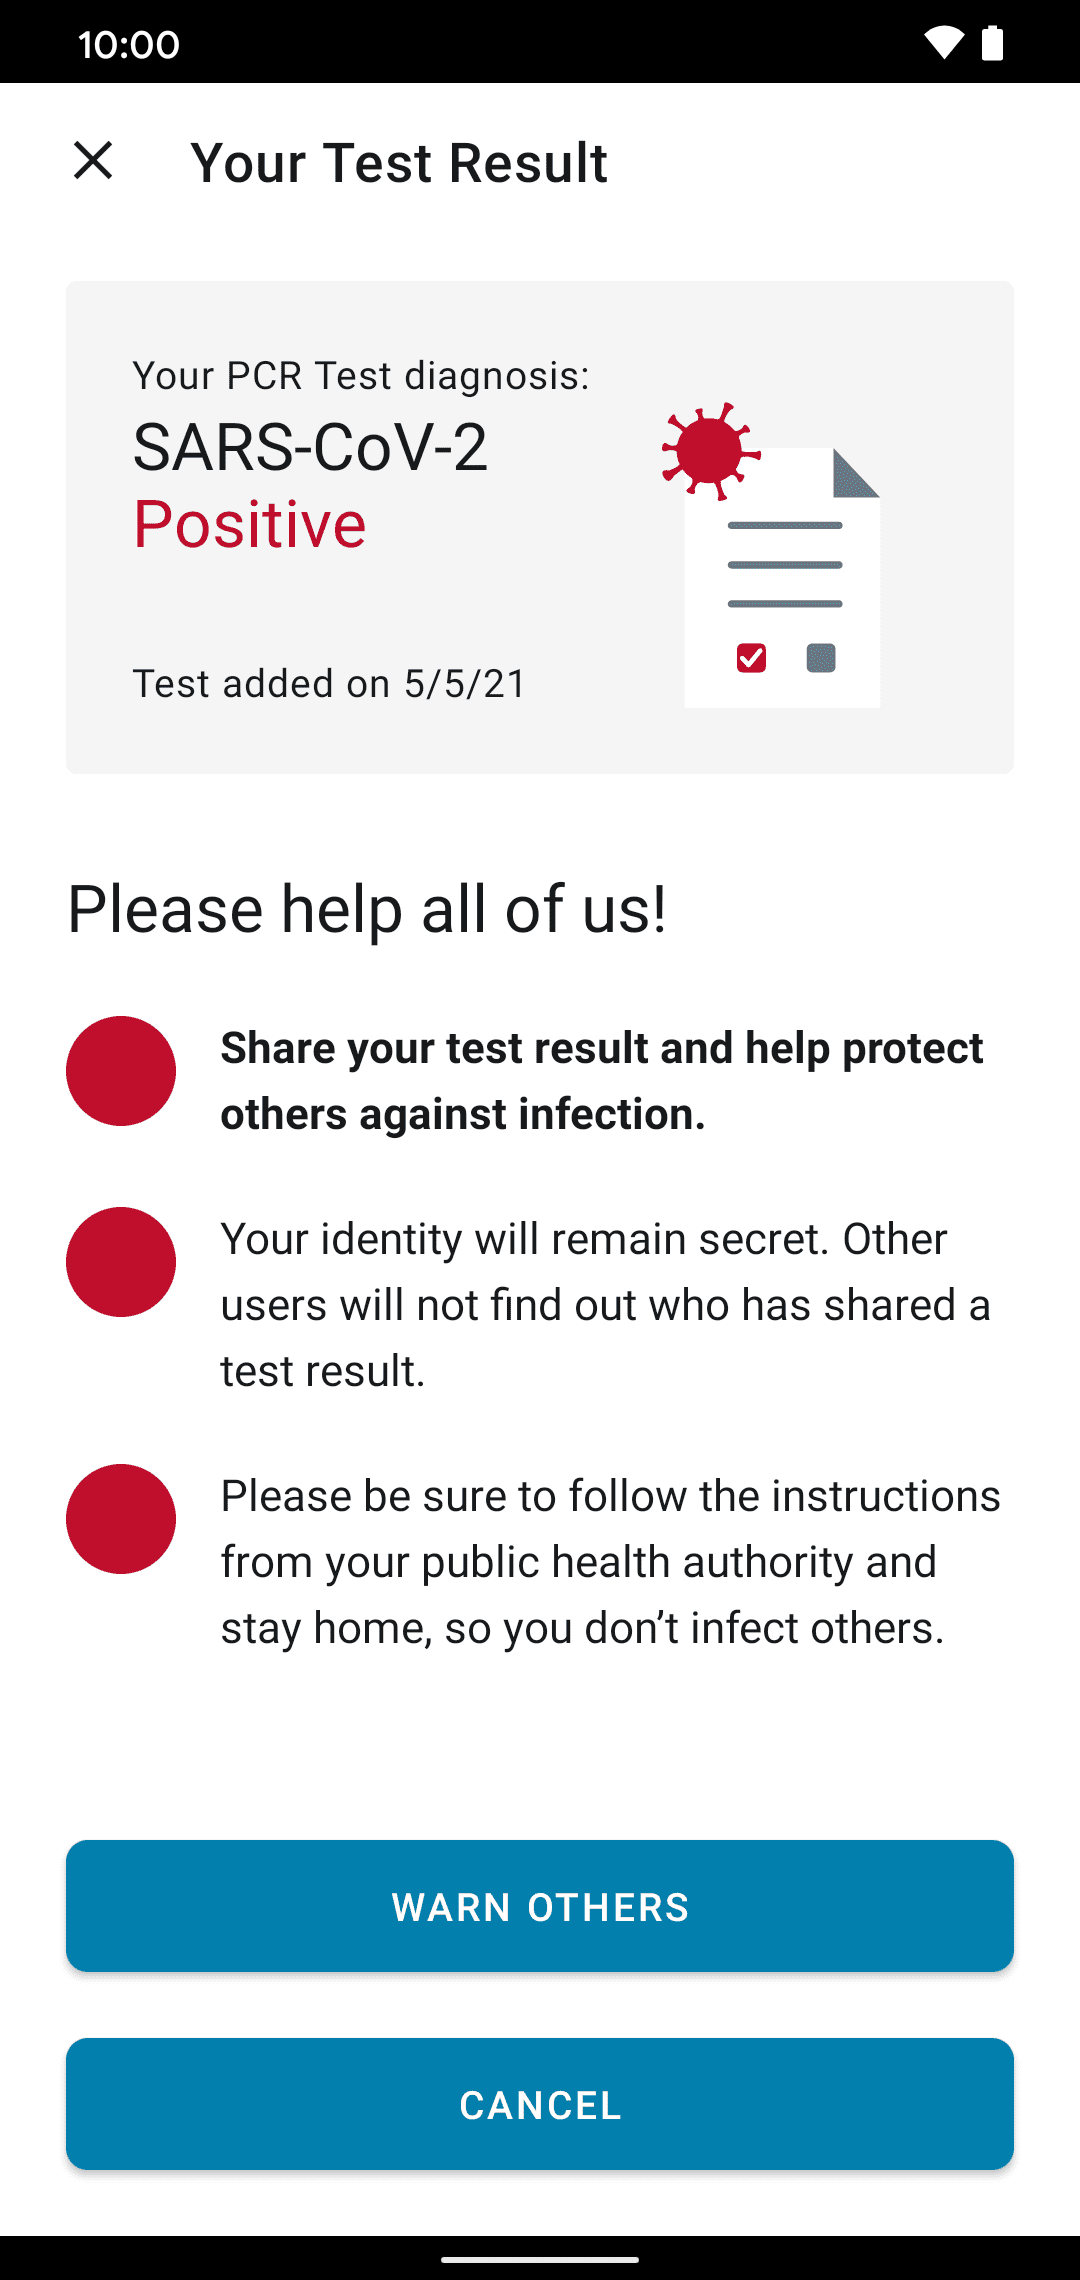 10:00
Your Test Result
Your PCR Test diagnosis:
SARS-CoV-2
Positive
Test added on 5/5/21
Please help all of us!
Share your test result and help protect
others against infection.
Your identity will remain secret. Other
users will not find out who has shared a
test result.
Please be sure to follow the instructions
from your public health authority and
stay home, so you don’t infect others.
WARN OTHERS
CANCEL